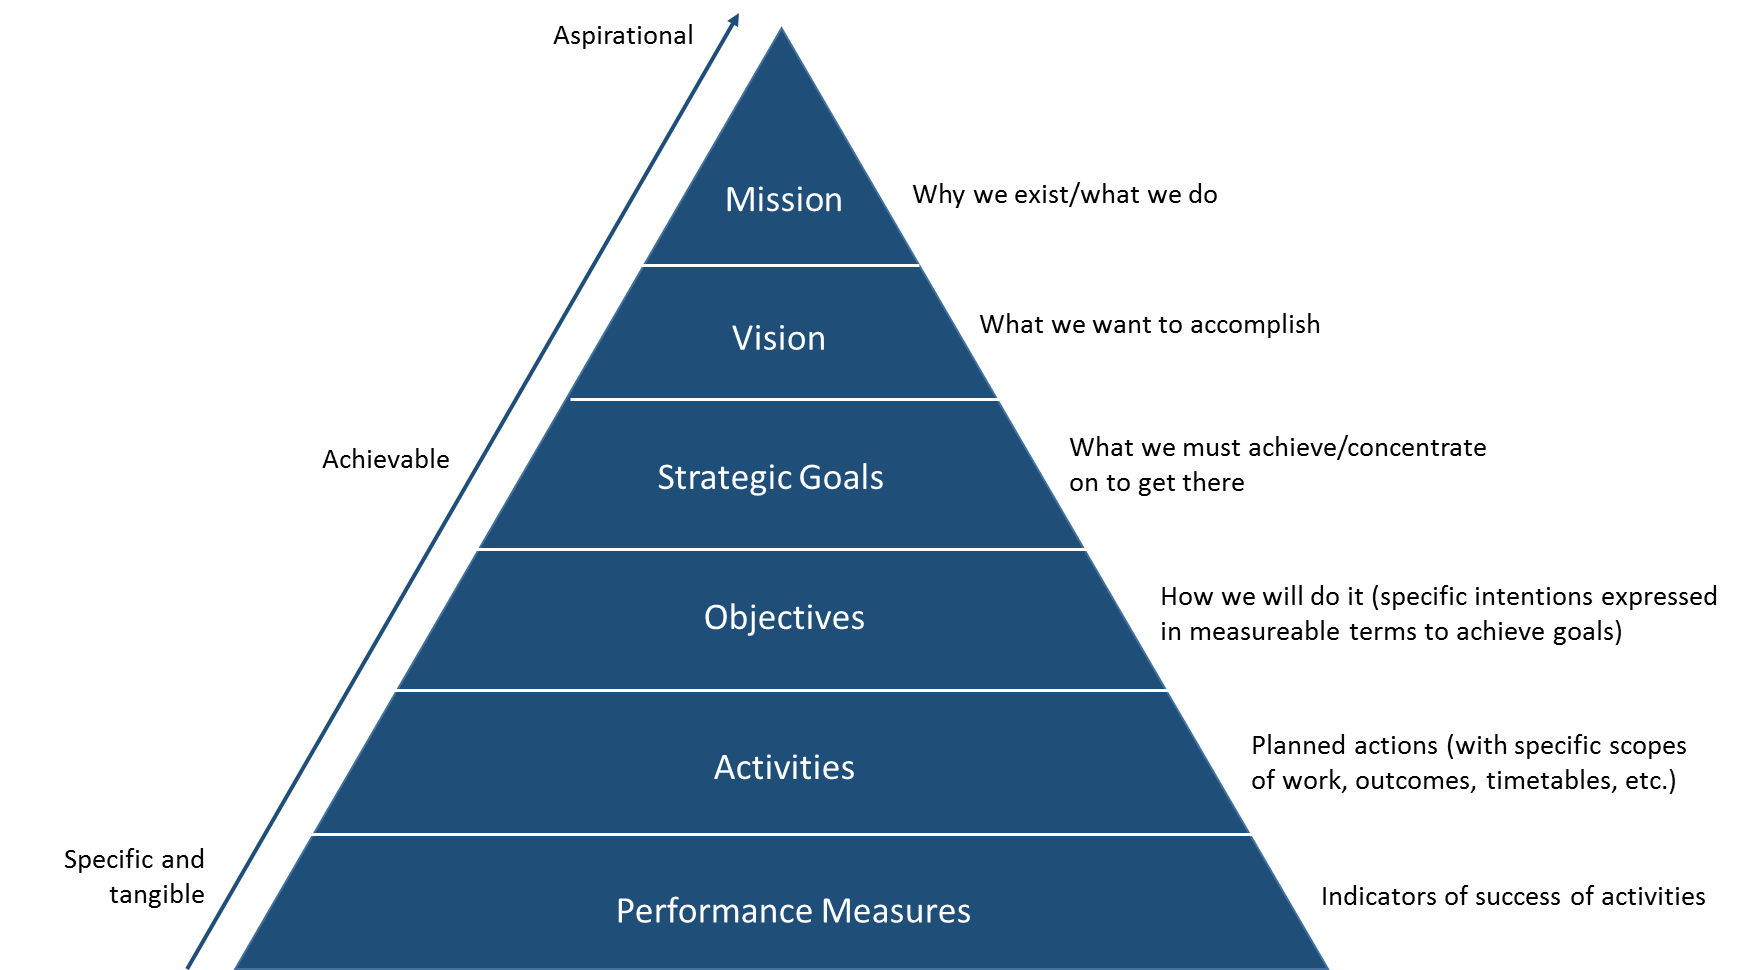 Aspirational
Mission
Why we exist/what we do
Vision
What we want to accomplish
Achievable
Strategic Goals
What we must achieve/concentrate
on to get there
Objectives
How we will do it (specific intentions expressed
in measureable terms to achieve goals)
Activities
Planned actions (with specific scopes
of work, outcomes, timetables, etc.)
Specific and
tangible
Performance Measures
Indicators of success of activities